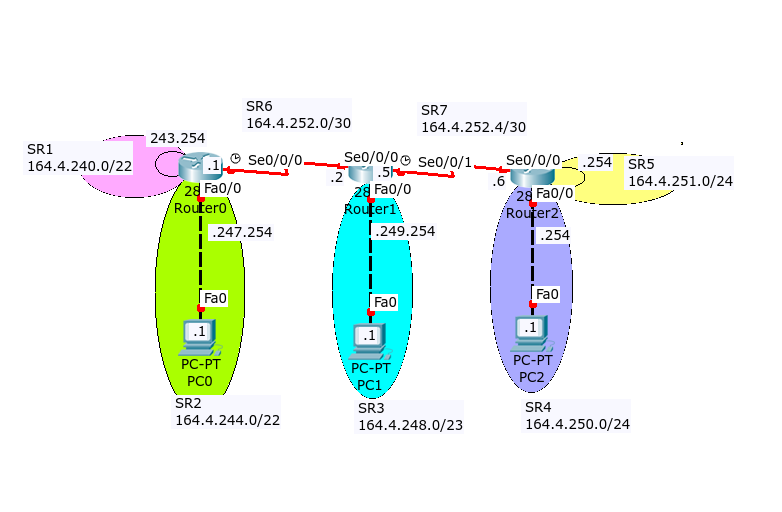 SR6
164.4.252.0/30
SR7
164.4.252.4/30
SR1
164.4.240.0/22
243.254
.1
Se0/0/0
Se0/0/0
.2
.5
Se0/0/1
Se0/0/0
.6
.254
SR5
164.4.251.0/24
28
Fa0/0
Router0
28
Fa0/0
Router1
28
Fa0/0
Router2
.247.254
.249.254
.254
Fa0
Fa0
Fa0
.1
.1
.1
PC-PT
PC0
PC-PT
PC1
PC-PT
PC2
SR2
164.4.244.0/22
SR3
164.4.248.0/23
SR4
164.4.250.0/24